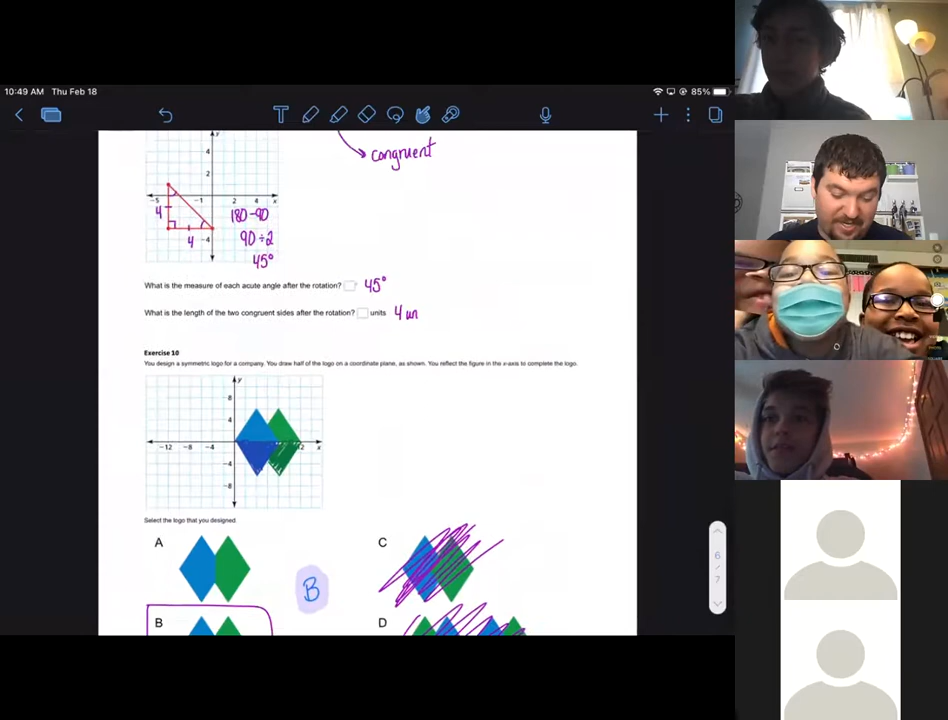 10:49 AM Thu Feb 18
85%
congruent
y
4
2
-5
-1
2
4
x
4
180-90
4
-4
90÷2
45°
What is the measure of each acute angle after the rotation? 45°
What is the length of the two congruent sides after the rotation? units 4 un
Exercise 10
You design a symmetric logo for a company. You draw half of the logo on a coordinate plane, as shown. You reflect the figure in the x-axis to complete the logo.
y
8
4
-12
-8
-4
12
x
-4
-8
Select the logo that you designed
A
C
B
B
D
6
/
7